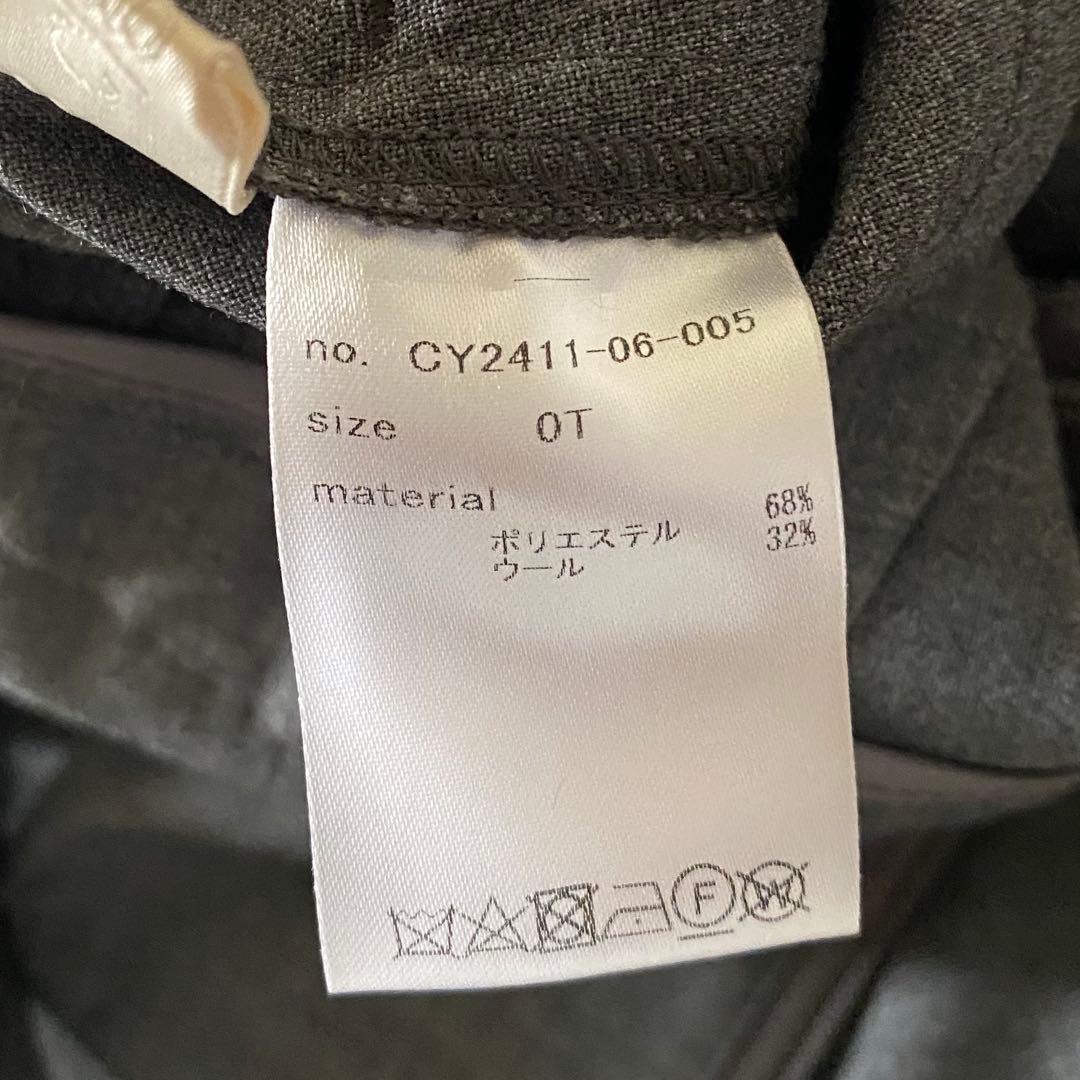 no. CY2411-06-005
size 0T
material
ポリエステル 68%
ウール 32%
F
W